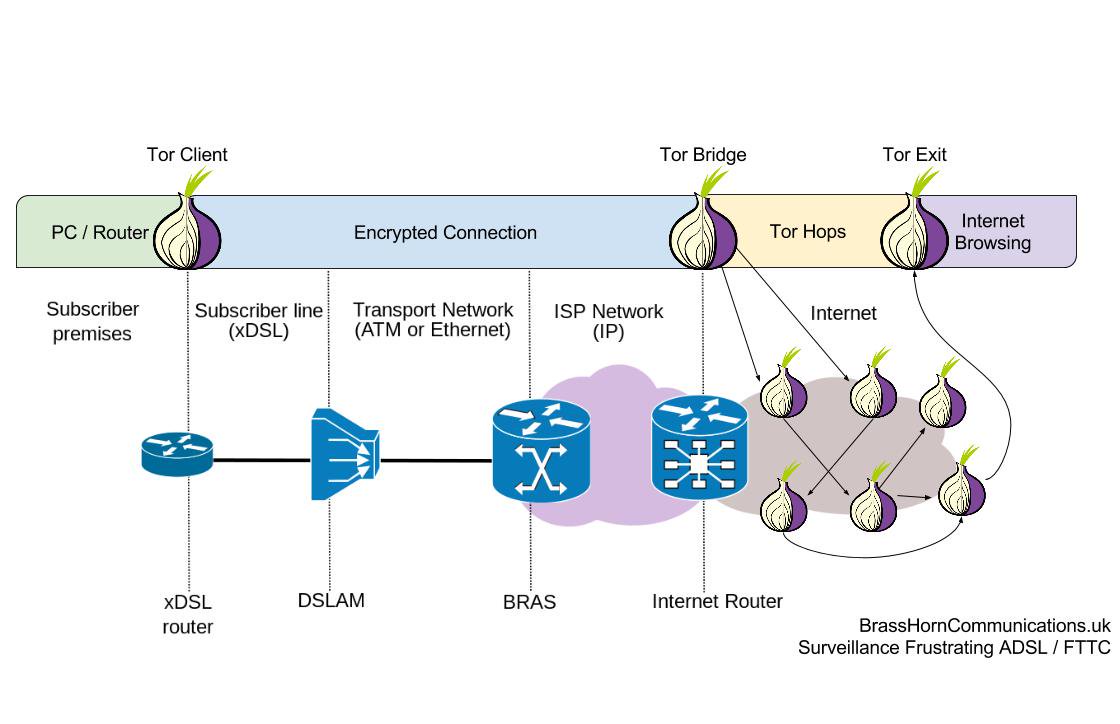 Tor Client
Tor Bridge
Tor Exit
PC / Router
Encrypted Connection
Tor Hops
Internet
Browsing
Subscriber
premises
Subscriber line
(xDSL)
Transport Network
(ATM or Ethernet)
ISP Network
(IP)
Internet
xDSL
router
DSLAM
BRAS
Internet Router
BrassHornCommunications.uk
Surveillance Frustrating ADSL / FTTC